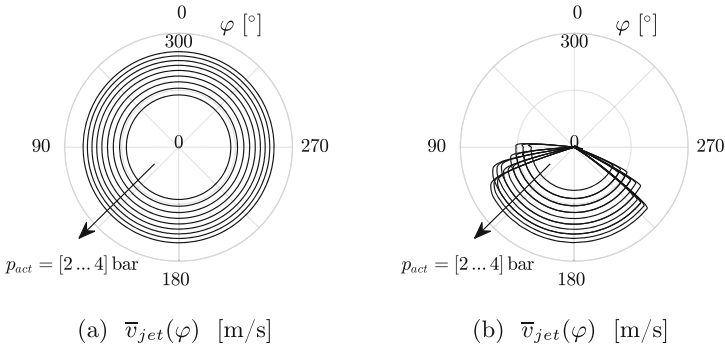 0
φ [°]
300
90
0
270
p_act = [2 … 4] bar
180
(a) v̅_jet(φ) [m/s]
0
φ [°]
300
90
0
270
p_act = [2 … 4] bar
180
(b) v̅_jet(φ) [m/s]